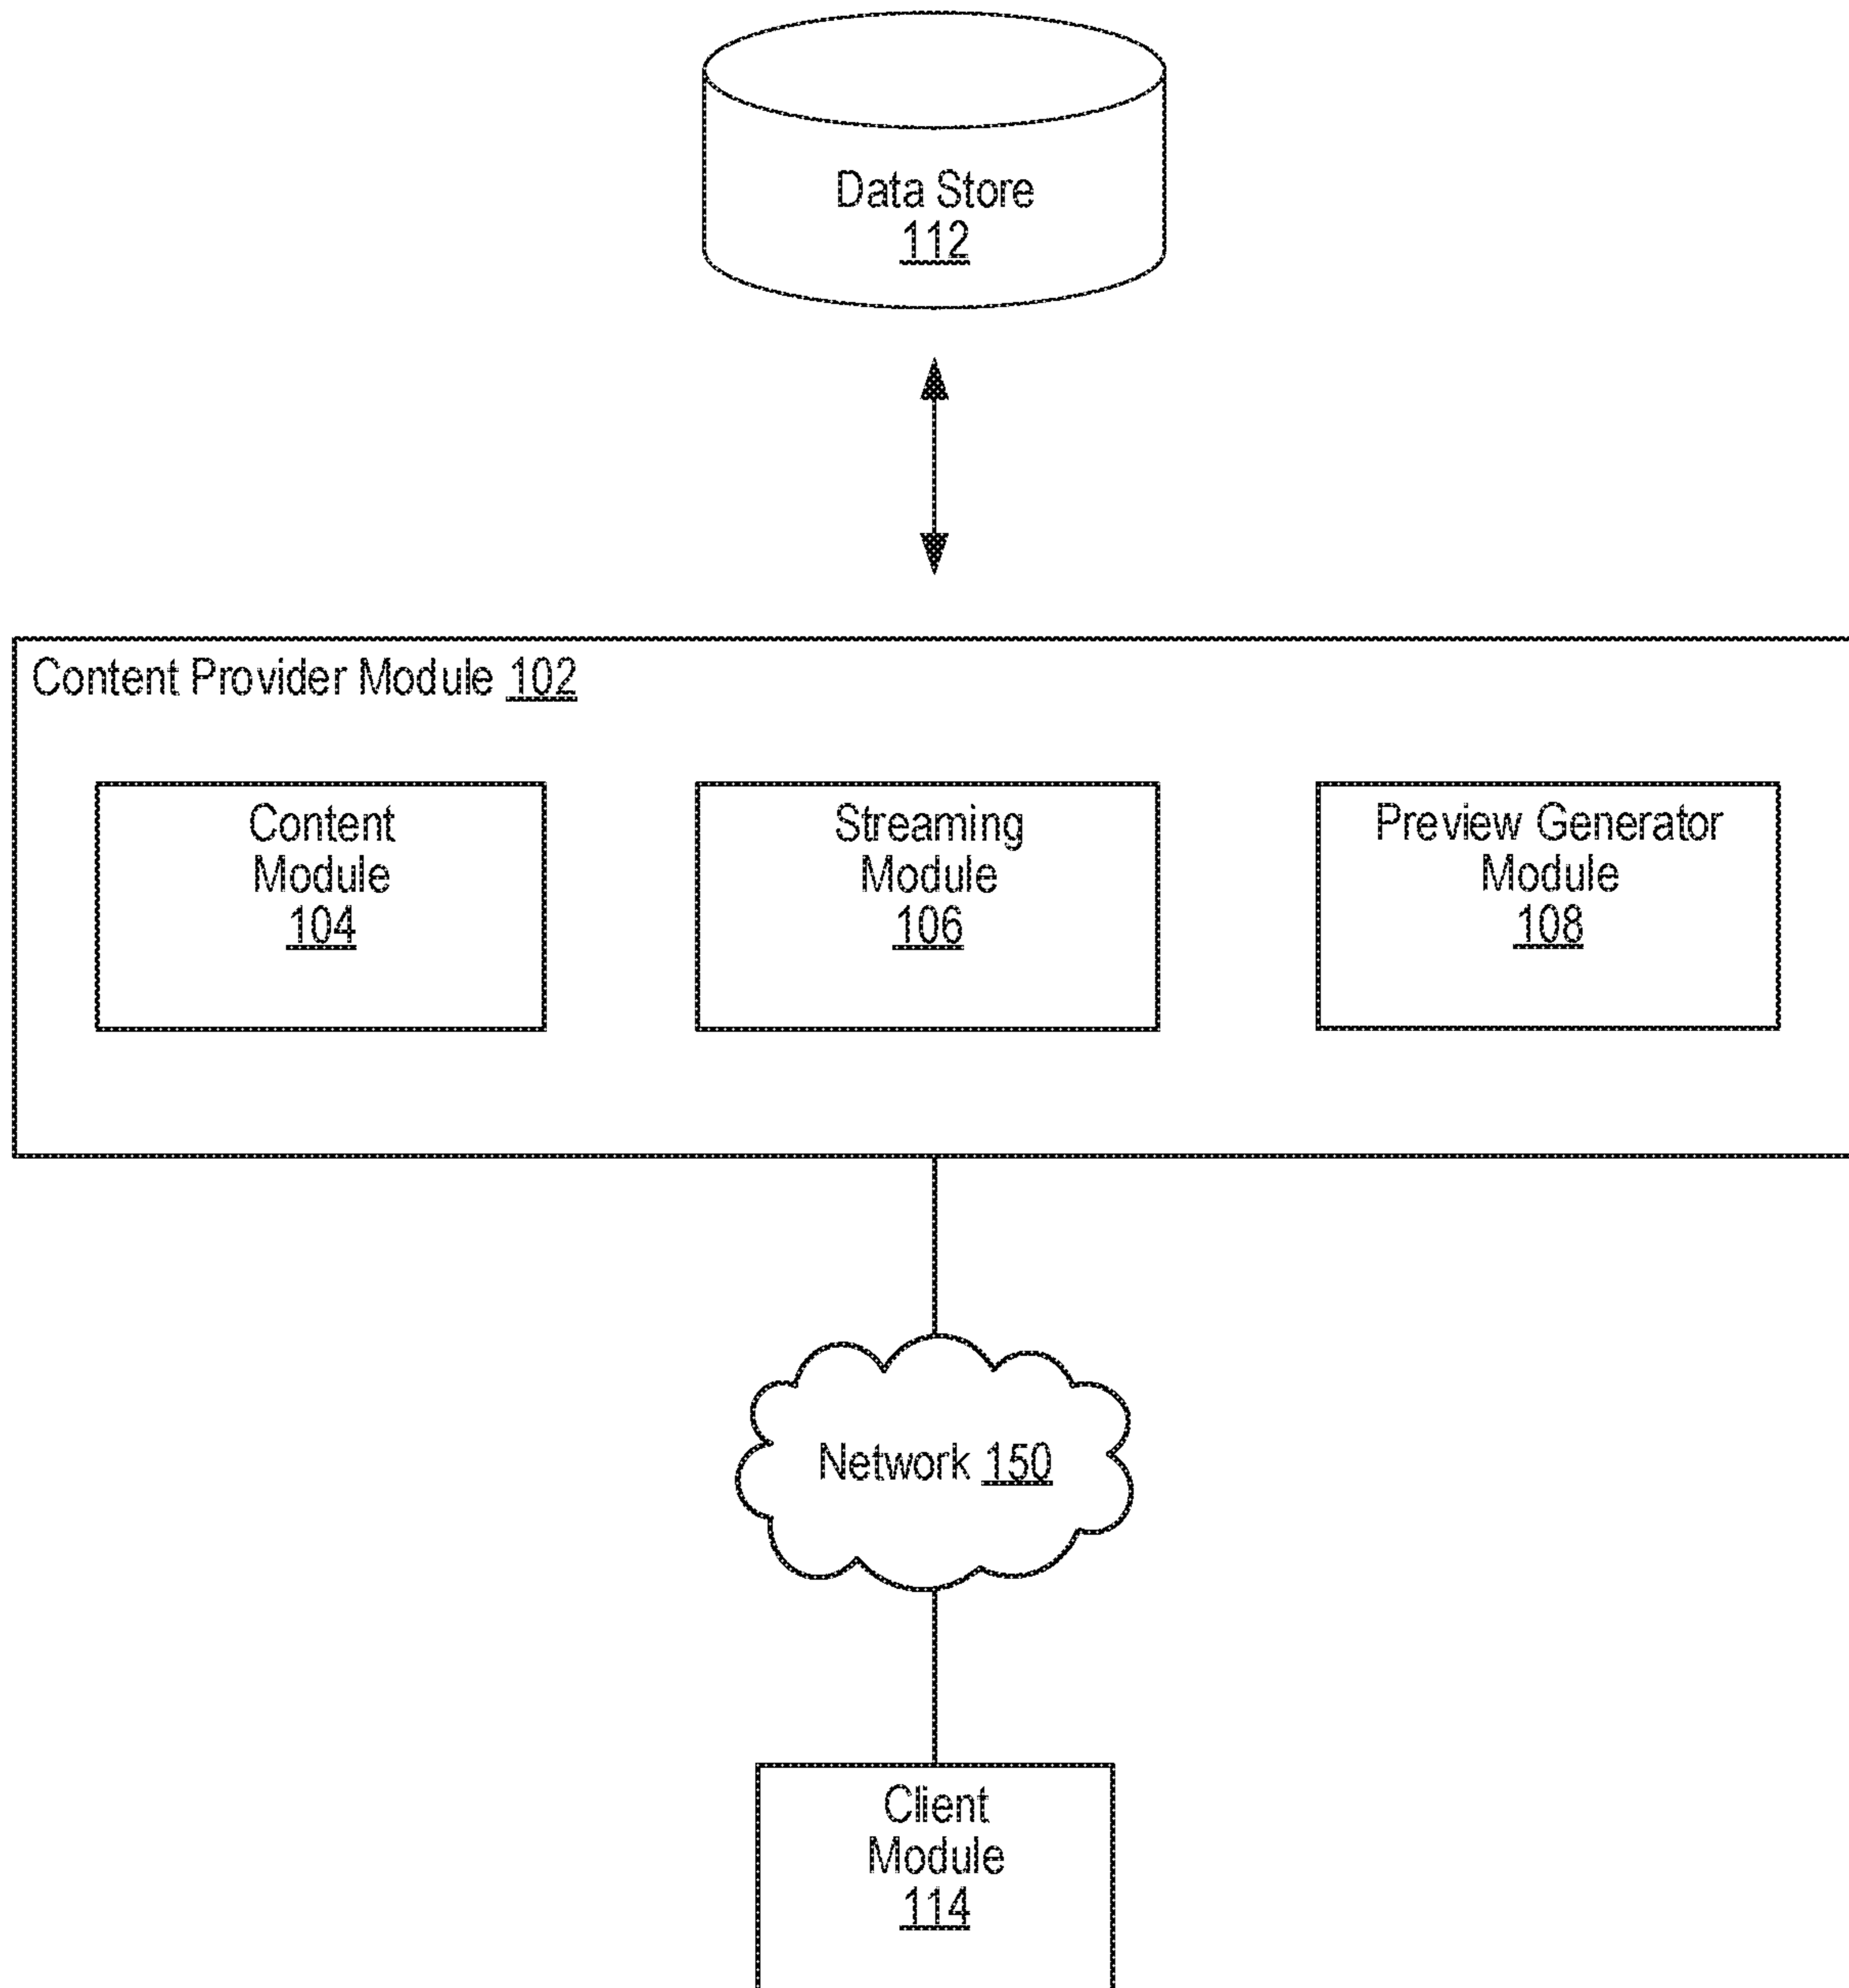 Data Store
112
Content Provider Module 102
Content
Module
104
Streaming
Module
106
Preview Generator
Module
108
Network 150
Client
Module
114